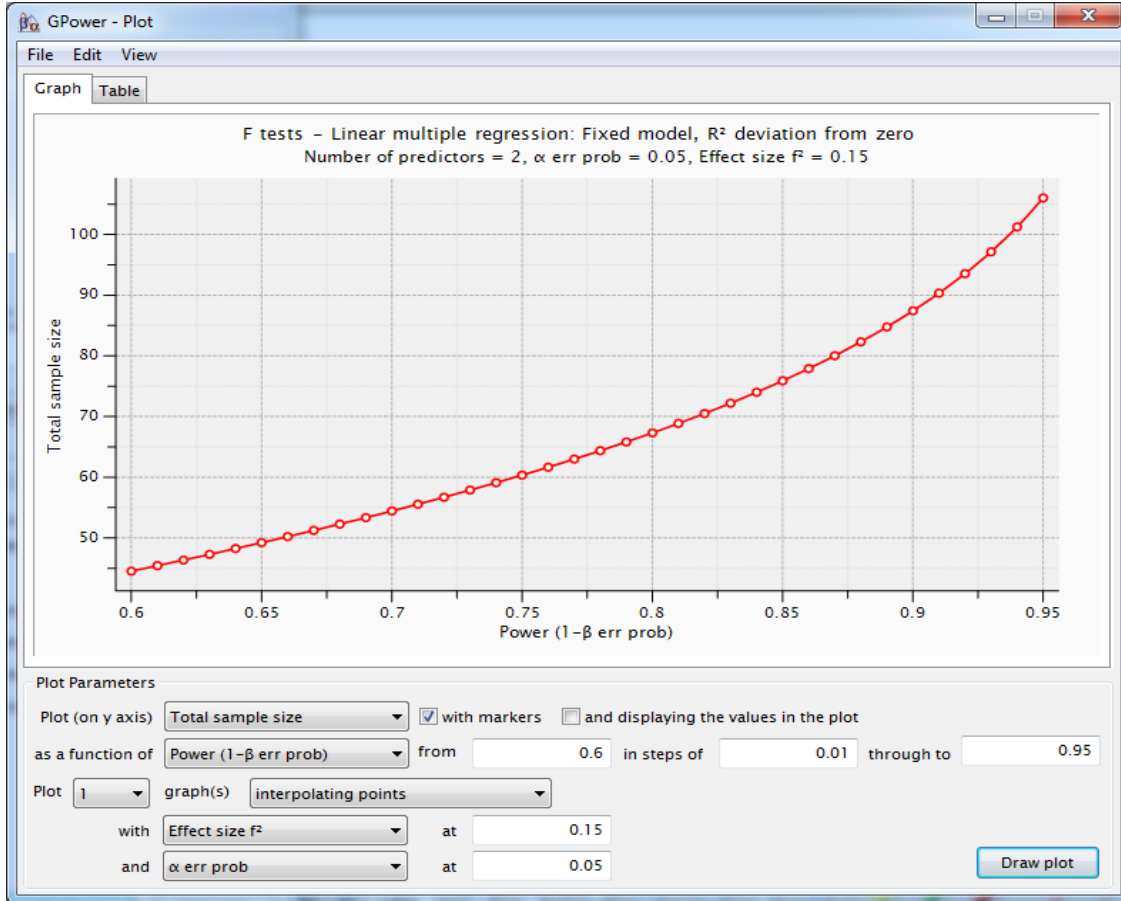 GPower - Plot
File Edit View
Graph Table
F tests – Linear multiple regression: Fixed model, R² deviation from zero
Number of predictors = 2, α err prob = 0.05, Effect size f² = 0.15
100
90
80
70
60
50
Total sample size
0.6 0.65 0.7 0.75 0.8 0.85 0.9 0.95
Power (1-β err prob)
Plot Parameters
Plot (on y axis) Total sample size with markers and displaying the values in the plot
as a function of Power (1-β err prob) from 0.6 in steps of 0.01 through to 0.95
Plot 1 graph(s) interpolating points
with Effect size f² at 0.15
and α err prob at 0.05
Draw plot